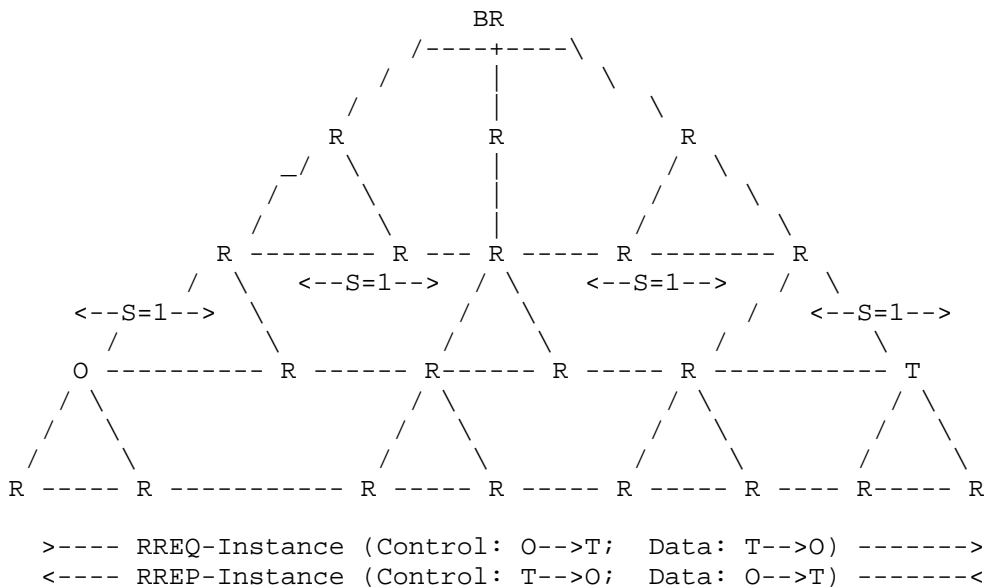 BR
/----+----\
R R R
R -------- R --- R ----- R -------- R
<--S=1--> <--S=1-->
<--S=1--> <--S=1-->
O ---------- R ------ R------ R ----- R ----------- T
R ----- R ----------- R ----- R ----- R ----- R ---- R----- R
>---- RREQ-Instance (Control: O-->T; Data: T-->O) ------->
<---- RREP-Instance (Control: T-->O; Data: O-->T) -------<